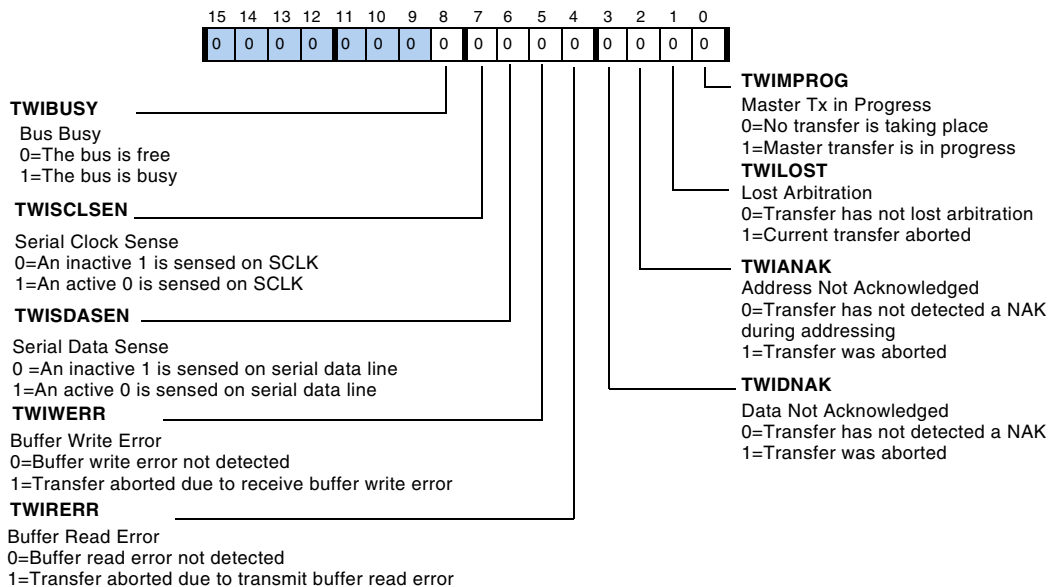 15 14 13 12 11 10 9 8 7 6 5 4 3 2 1 0
0 0 0 0 0 0 0 0 0 0 0 0 0 0 0 0
TWIBUSY
Bus Busy
0=The bus is free
1=The bus is busy
TWISCLSEN
Serial Clock Sense
0=An inactive 1 is sensed on SCLK
1=An active 0 is sensed on SCLK
TWISDASEN
Serial Data Sense
0 =An inactive 1 is sensed on serial data line
1=An active 0 is sensed on serial data line
TWIWERR
Buffer Write Error
0=Buffer write error not detected
1=Transfer aborted due to receive buffer write error
TWIRERR
Buffer Read Error
0=Buffer read error not detected
1=Transfer aborted due to transmit buffer read error
TWIMPROG
Master Tx in Progress
0=No transfer is taking place
1=Master transfer is in progress
TWILOST
Lost Arbitration
0=Transfer has not lost arbitration
1=Current transfer aborted
TWIANAK
Address Not Acknowledged
0=Transfer has not detected a NAK
during addressing
1=Transfer was aborted
TWIDNAK
Data Not Acknowledged
0=Transfer has not detected a NAK
1=Transfer was aborted